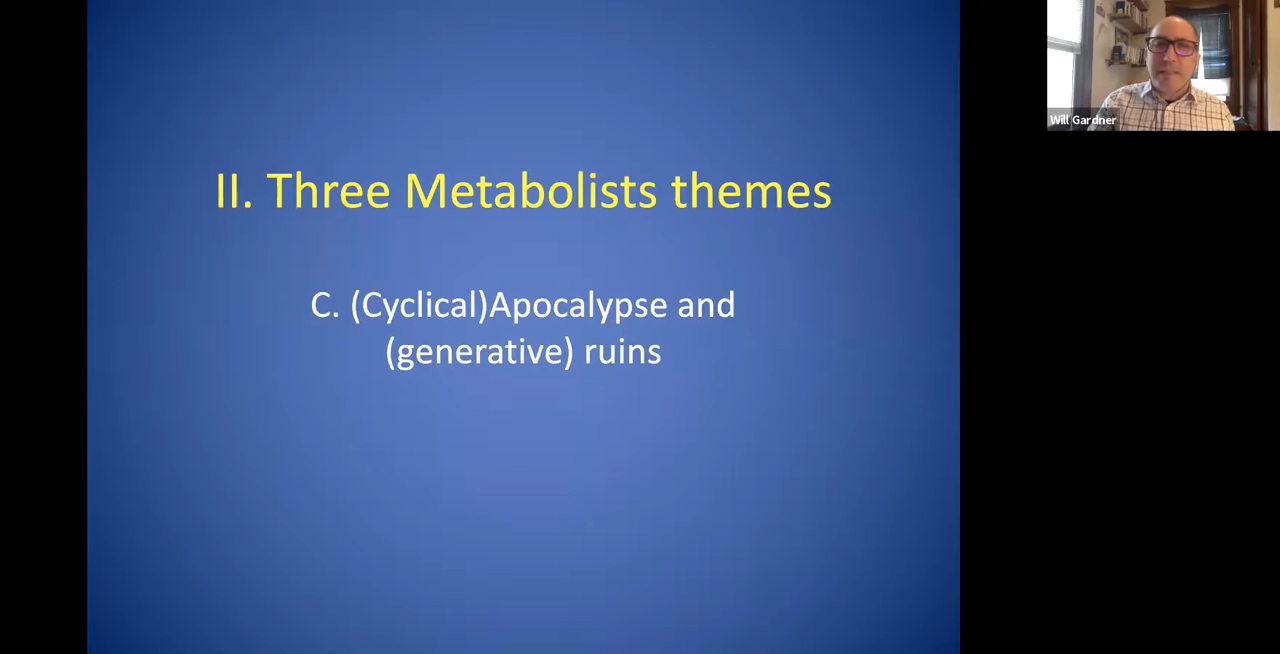 II. Three Metabolists themes
C. (Cyclical)Apocalypse and
(generative) ruins
Will Gardner